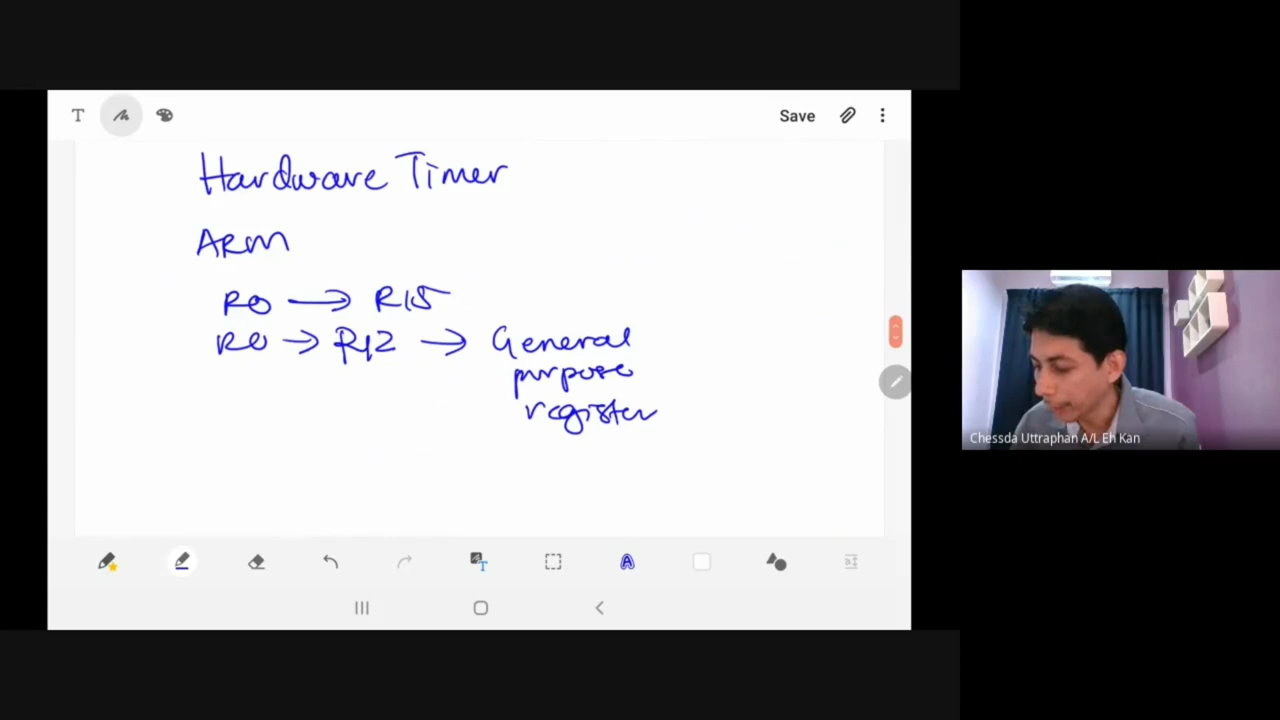 T
Save
Hardware Timer
ARM
R0 → R15
R0 → R12 → General
purpose
register
Chessda Uttraphan A/L Eh Kan
T
A